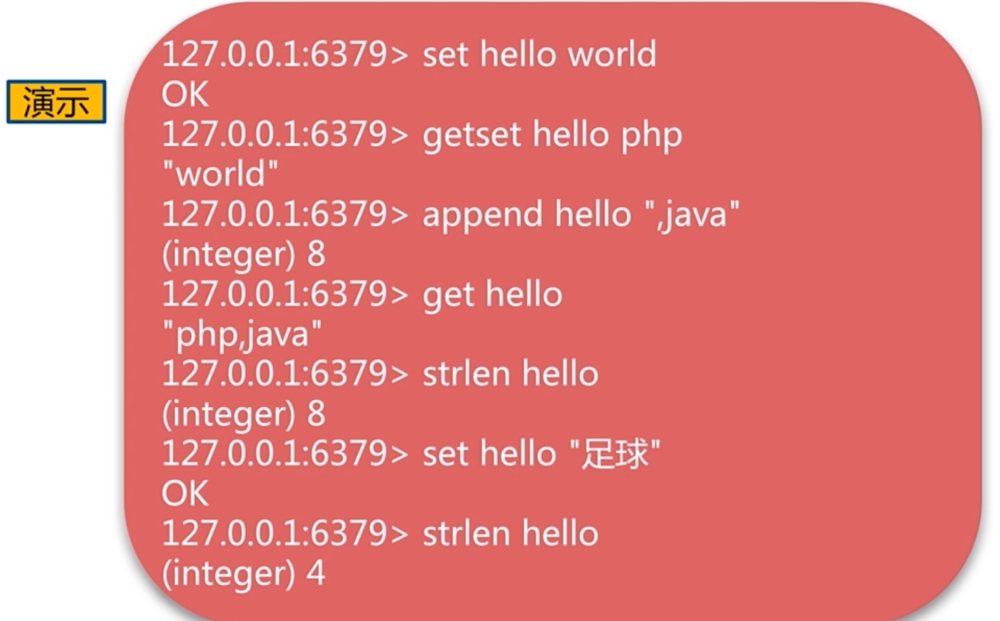 演示
127.0.0.1:6379> set hello world
OK
127.0.0.1:6379> getset hello php
"world"
127.0.0.1:6379> append hello ",java"
(integer) 8
127.0.0.1:6379> get hello
"php,java"
127.0.0.1:6379> strlen hello
(integer) 8
127.0.0.1:6379> set hello "足球"
OK
127.0.0.1:6379> strlen hello
(integer) 4